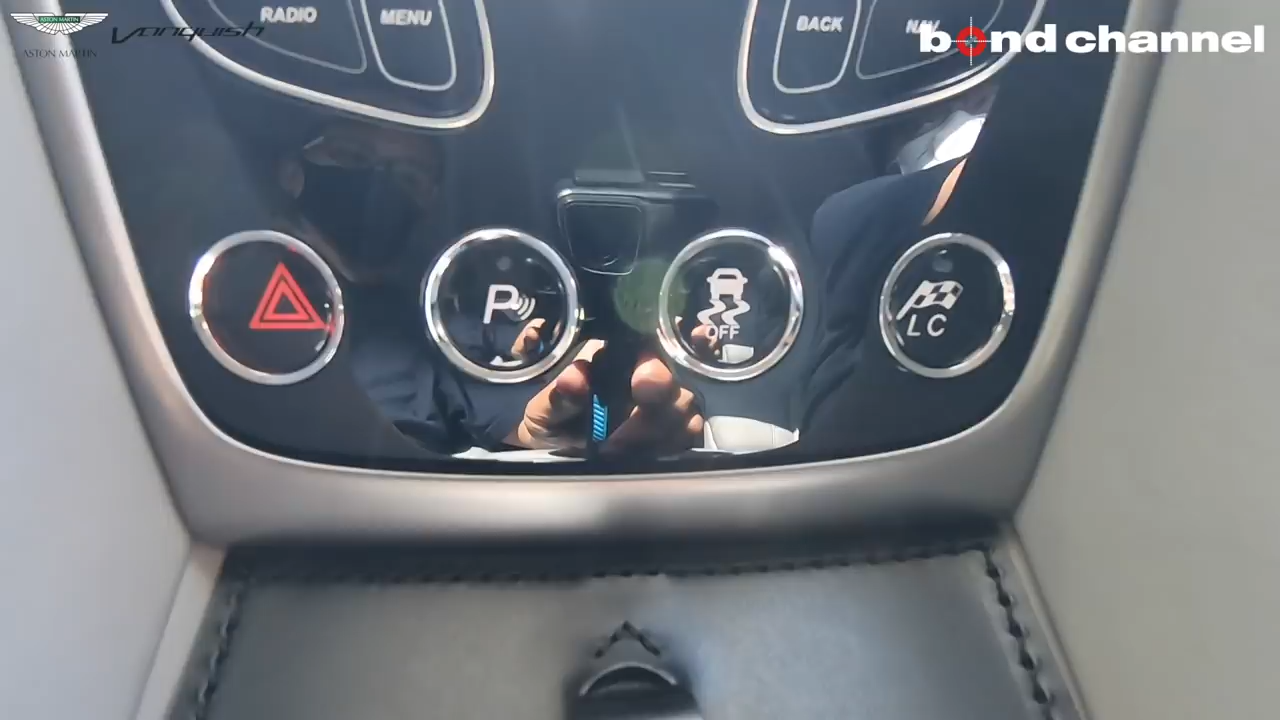 ASTON MARTIN
ASTON MARTIN
Vanquish
RADIO
MENU
BACK
NAV
bond channel
P
OFF
LC